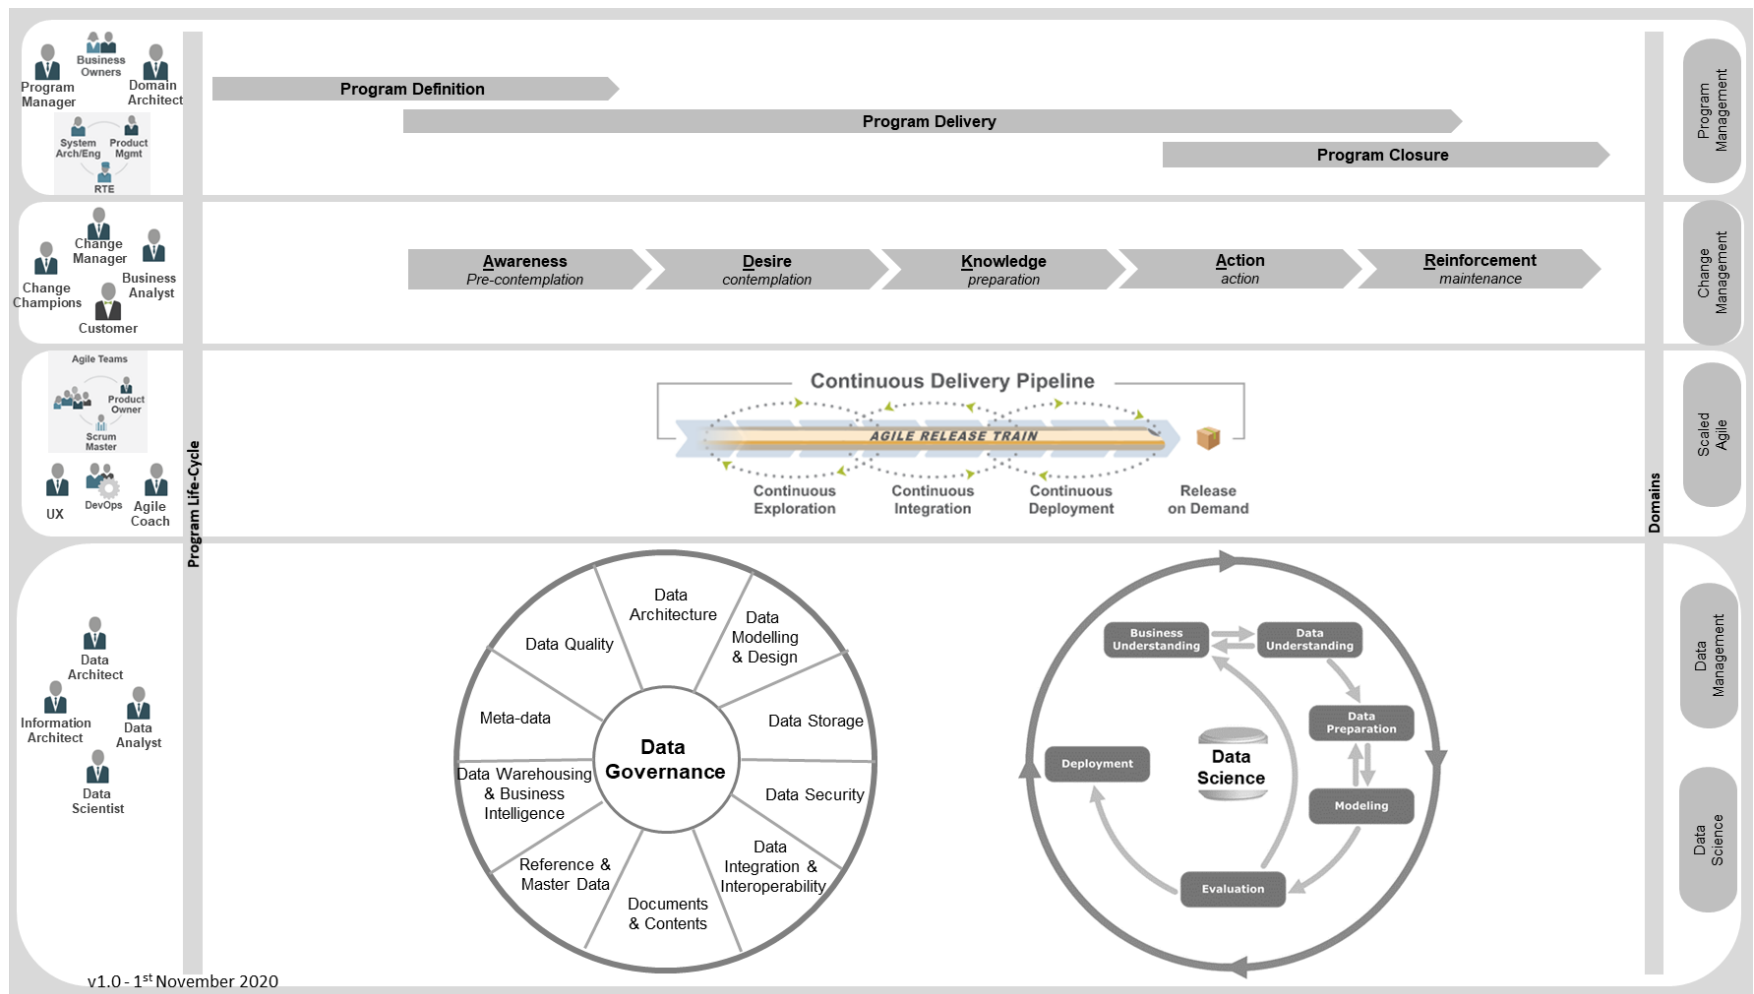 Business
Owners
Program
Manager
Domain
Architect
System
Arch/Eng
Product
Mgmt
RTE
Program Definition
Program Delivery
Program Closure
Program
Management
Change
Manager
Change
Champions
Business
Analyst
Customer
Awareness
Pre-contemplation
Desire
contemplation
Knowledge
preparation
Action
action
Reinforcement
maintenance
Change
Management
Agile Teams
Product
Owner
Scrum
Master
UX
DevOps
Agile
Coach
Program Life-Cycle
Continuous Delivery Pipeline
AGILE RELEASE TRAIN
Continuous
Exploration
Continuous
Integration
Continuous
Deployment
Release
on Demand
Domains
Scaled
Agile
Data
Architect
Information
Architect
Data
Analyst
Data
Scientist
Data
Architecture
Data
Modelling
& Design
Data Storage
Data Security
Data
Integration &
Interoperability
Documents
& Contents
Reference &
Master Data
Data Warehousing
& Business
Intelligence
Meta-data
Data Quality
Data
Governance
Business
Understanding
Data
Understanding
Data
Preparation
Modeling
Evaluation
Deployment
Data
Science
Data
Management
Data
Science
v1.0 - 1st November 2020